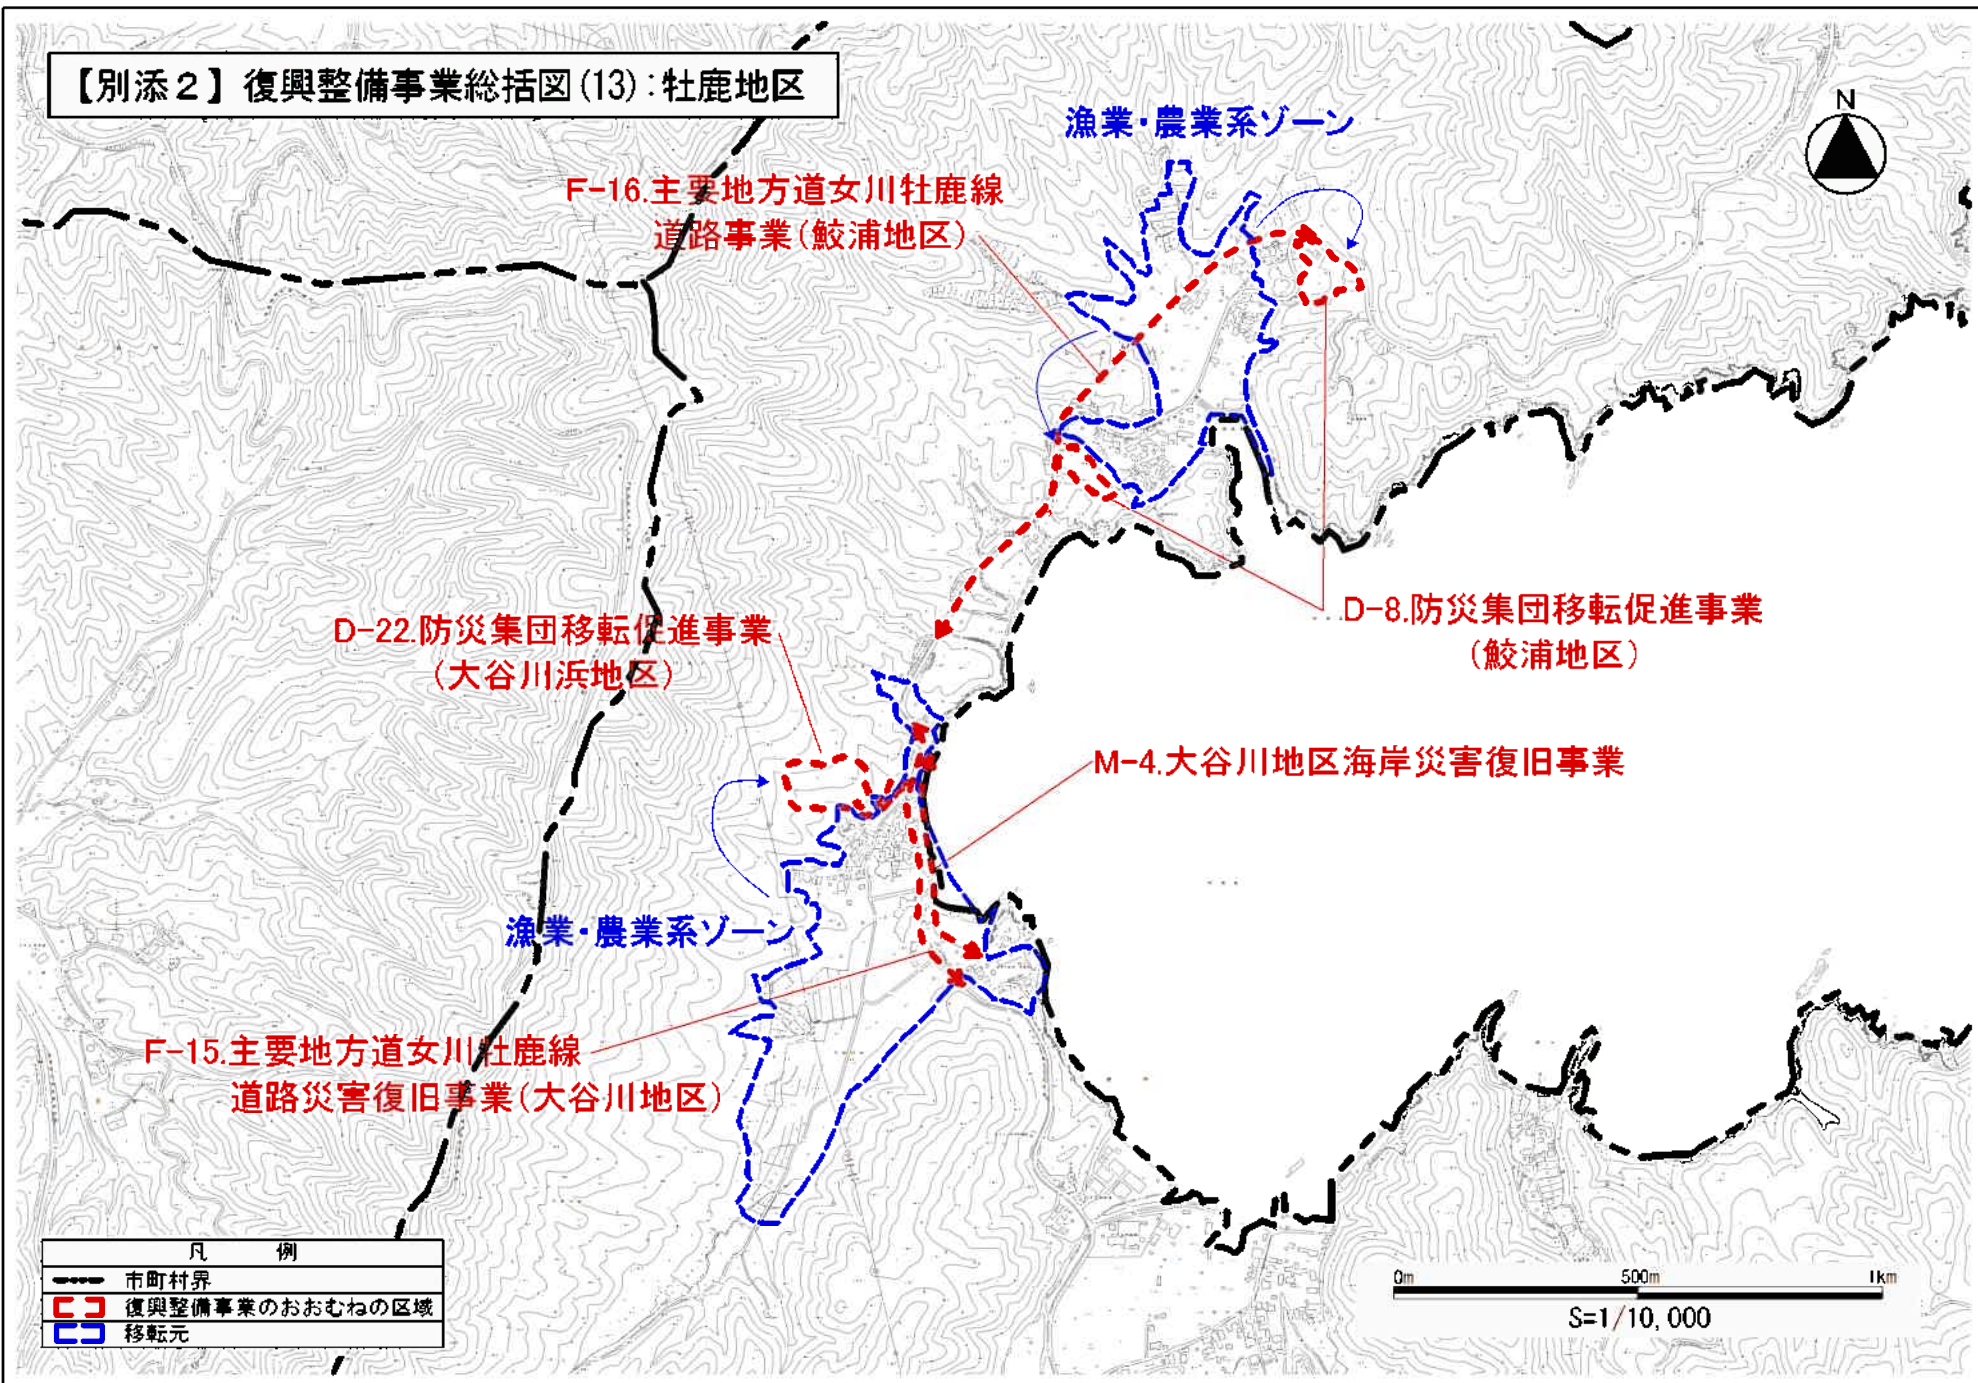 【別添２】復興整備事業総括図(13):牡鹿地区
漁業・農業系ゾーン
N
F-16.主要地方道女川牡鹿線
道路事業(鮫浦地区)
D-8.防災集団移転促進事業
(鮫浦地区)
D-22.防災集団移転促進事業
(大谷川浜地区)
M-4.大谷川地区海岸災害復旧事業
漁業・農業系ゾーン
F-15.主要地方道女川牡鹿線
道路災害復旧事業(大谷川地区)
凡 例
市町村界
復興整備事業のおおむねの区域
移転元
0m 500m 1km
S=1/10,000